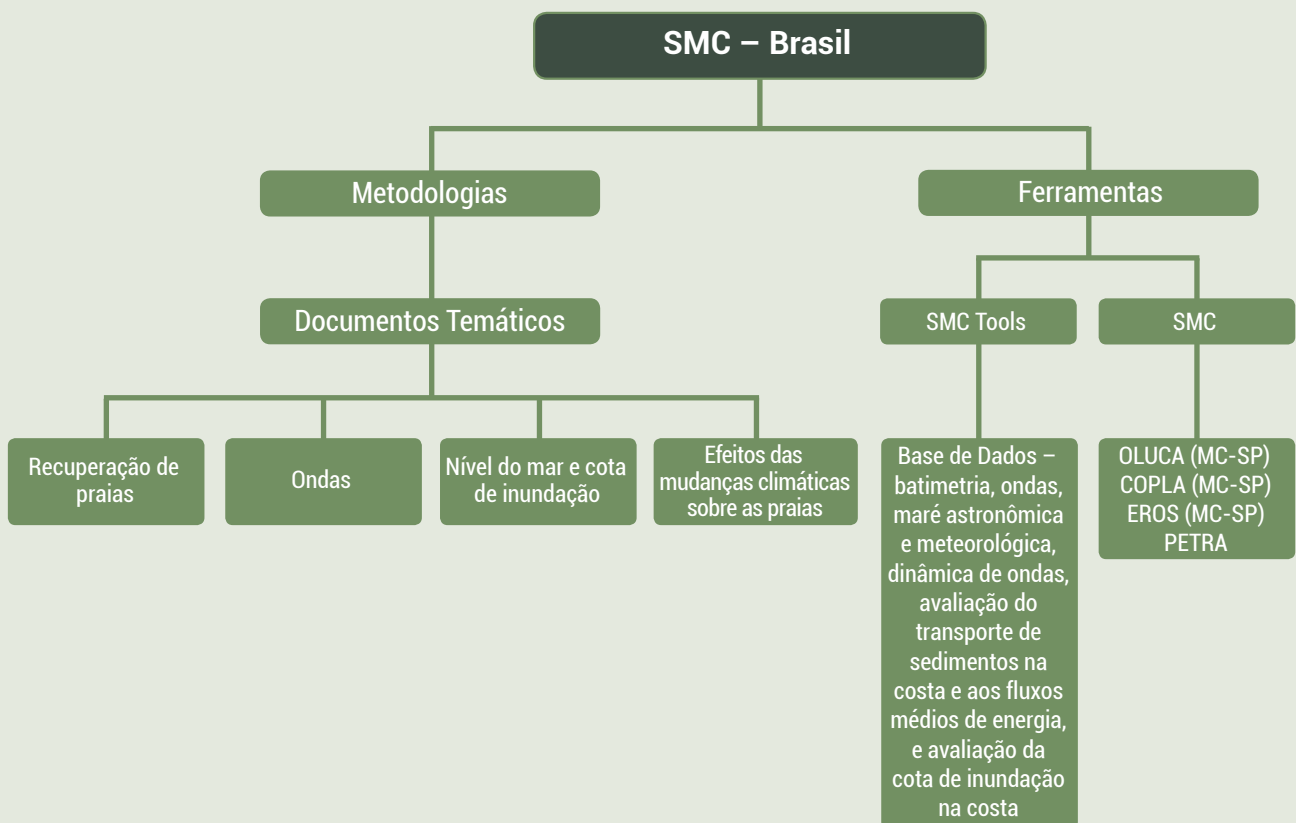 SMC – Brasil
Metodologias
Ferramentas
Documentos Temáticos
SMC Tools
SMC
Recuperação de
praias
Ondas
Nível do mar e cota
de inundação
Efeitos das
mudanças climáticas
sobre as praias
Base de Dados –
batimetria, ondas,
maré astronômica
e meteorológica,
dinâmica de ondas,
avaliação do
transporte de
sedimentos na
costa e aos fluxos
médios de energia,
e avaliação da
cota de inundação
na costa
OLUCA (MC-SP)
COPLA (MC-SP)
EROS (MC-SP)
PETRA